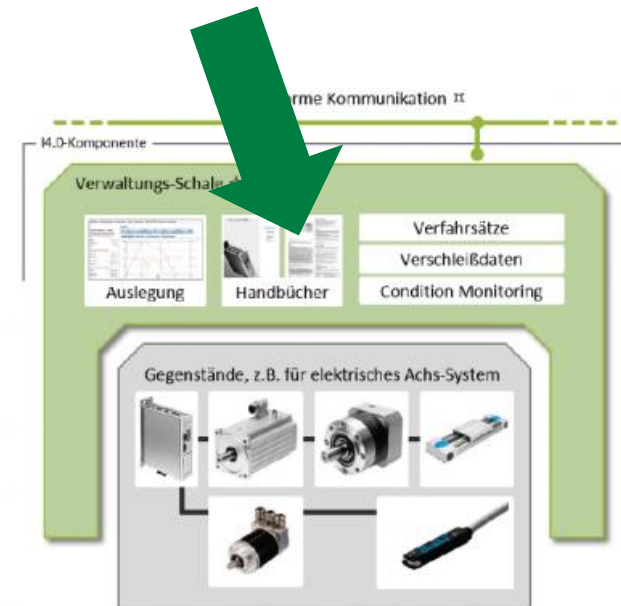 rme Kommunikation ¤
I4.0-Komponente
Verwaltungs-Schale
Auslegung
Handbücher
Verfahrsätze
Verschleißdaten
Condition Monitoring
Gegenstände, z.B. für elektrisches Achs-System